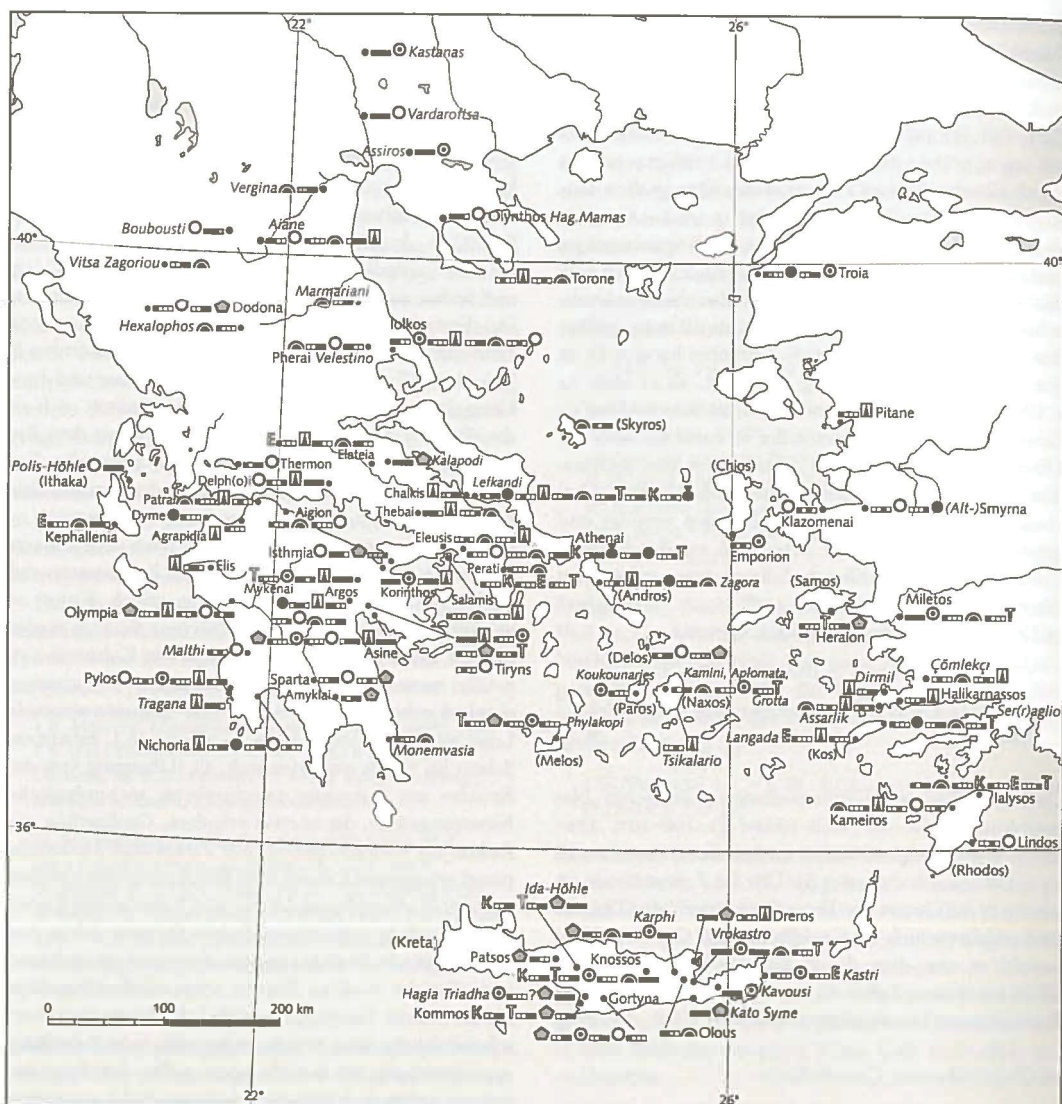 22°
26°
Kastanas
Vardaroftsa
Assiros
Vergina
Olynthos Hag. Mamas
Boubousti
Aiane
40°
40°
Vitsa Zagoriou
Torone
Troia
Marmariani
Dodona
Hexalophos
Iolkos
Pherai Velestino
Pitane
(Skyros)
E
Elateia
Kalapodi
(Chios)
Polis-Höhle
(Ithaka)
Thermon
Delph(o)i
Chalkis
Lefkandi
T K
Patrai
Thebai
Klazomenai
(Alt-)Smyrna
Dyme
Aigion
E
Kephallenia
Agrapidia
Eleusis
Athenai
K T
Emporion
Isthmia
Elis
Perati
K E T
Zagora
(Andros)
(Samos)
T
Mykenai
Argos
Korinthos
Salamis
Miletos
T
Olympia
T
Heraion
Asine
T
(Delos)
Malthi
Tiryns
Koukounaries
Kamini, Aplomata,
Dirmil
Çömlekçi
Pylos
Sparta
T
Grotta
Halikarnassos
Amyklai
(Paros)
(Naxos)
Assarlik
Ser(r)aglio
Tragana
T
Phylakopi
Langada E
T
Nichoria
Monemvasia
(Melos)
Tsikalario
(Kos)
K E T
Ialysos
Kameiros
36°
Lindos
(Rhodos)
Ida-Höhle
K T
Karphi
Dreros
Vrokastro
(Kreta)
Patsos
Knossos
T
K T
E Kastri
Hagia Triadha
?
Gortyna
Kavousi
Kommos K T
Kato Syme
Olous
0 100 200 km
22°
26°